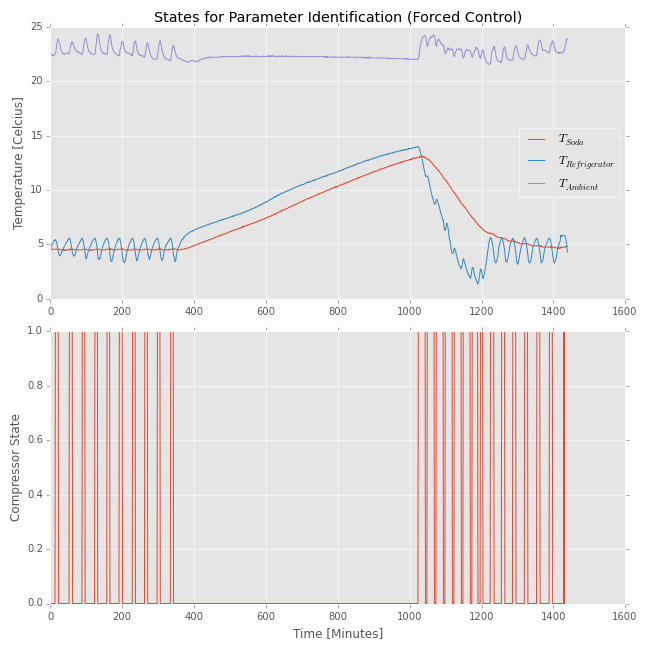 States for Parameter Identification (Forced Control)
25
20
15
10
5
0
Temperature [Celcius]
T_Soda
T_Refrigerator
T_Ambient
0 200 400 600 800 1000 1200 1400 1600
1.0
0.8
0.6
0.4
0.2
0.0
Compressor State
0 200 400 600 800 1000 1200 1400 1600
Time [Minutes]